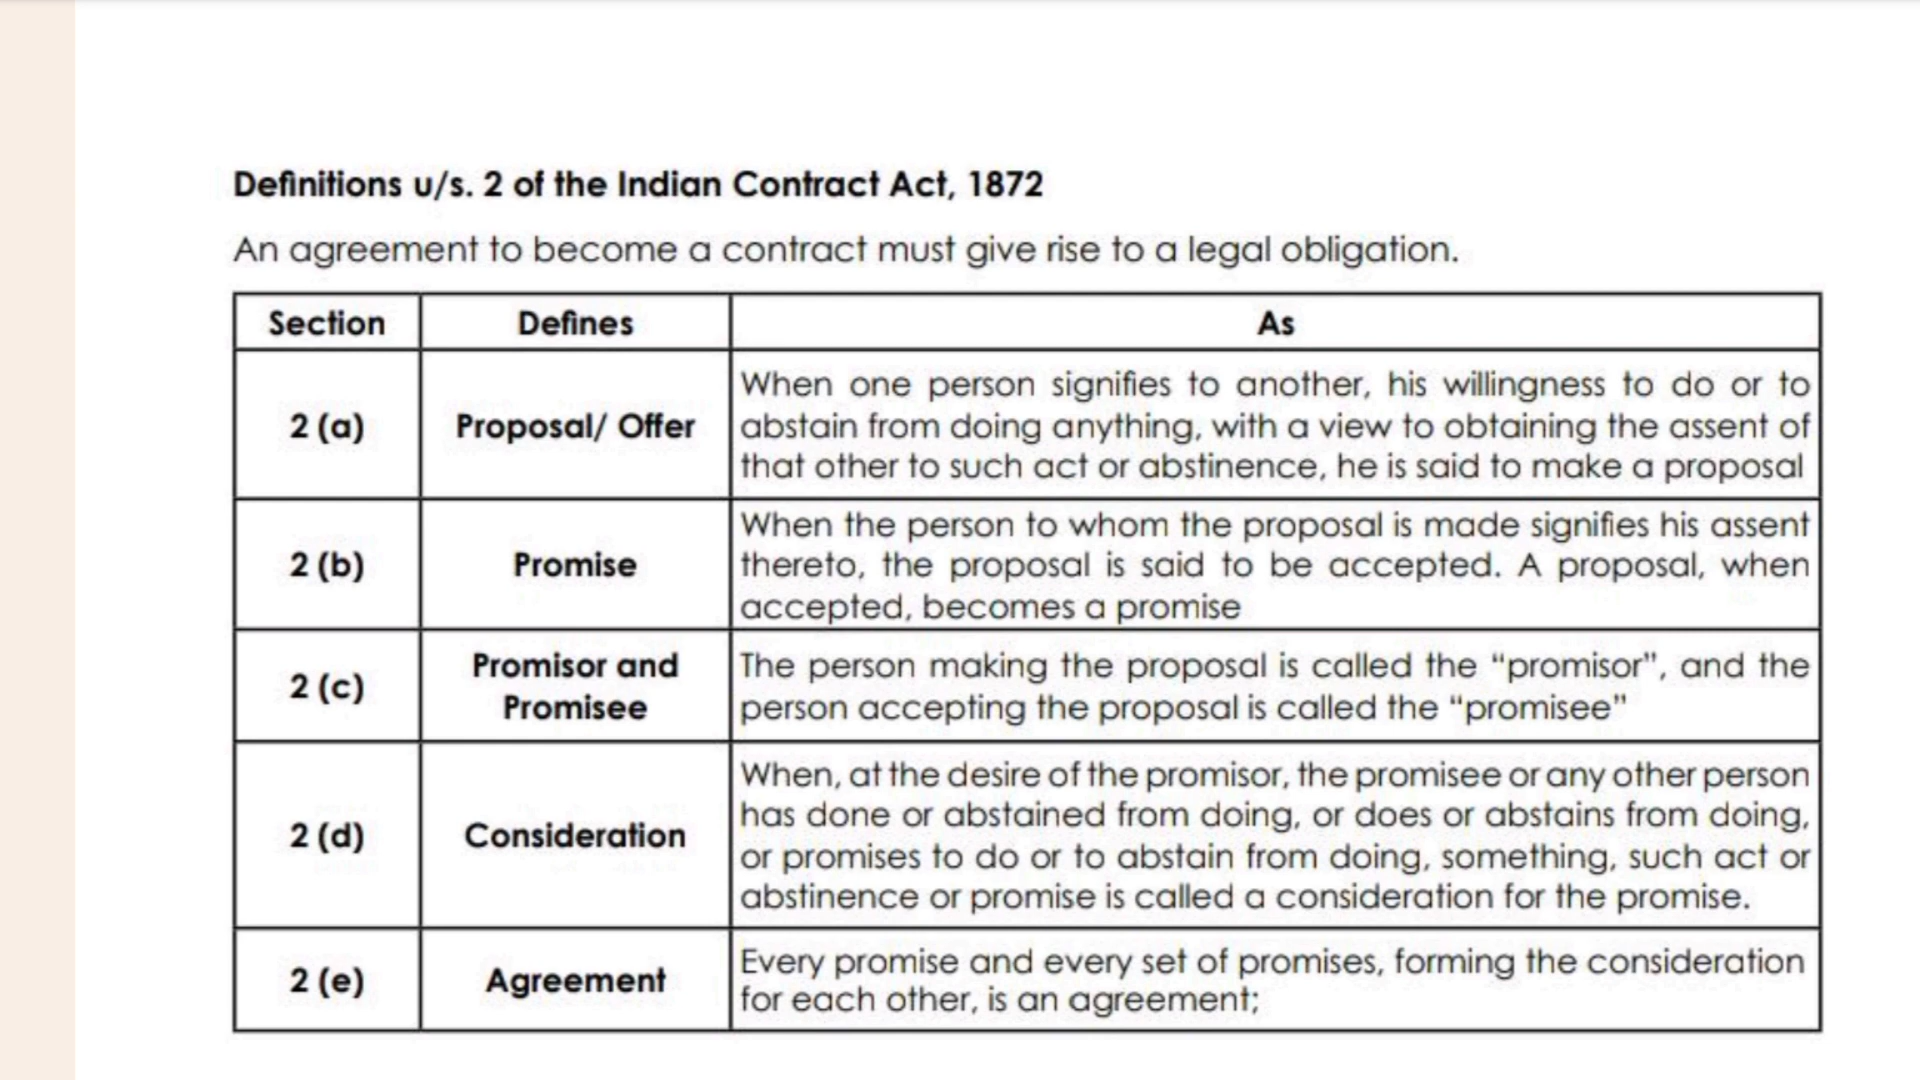 Definitions u/s. 2 of the Indian Contract Act, 1872
An agreement to become a contract must give rise to a legal obligation.
Section Defines As
2 (a) Proposal/ Offer
When one person signifies to another, his willingness to do or to
abstain from doing anything, with a view to obtaining the assent of
that other to such act or abstinence, he is said to make a proposal
2 (b) Promise
When the person to whom the proposal is made signifies his assent
thereto, the proposal is said to be accepted. A proposal, when
accepted, becomes a promise
2 (c) Promisor and
Promisee
The person making the proposal is called the “promisor”, and the
person accepting the proposal is called the “promisee”
2 (d) Consideration
When, at the desire of the promisor, the promisee or any other person
has done or abstained from doing, or does or abstains from doing,
or promises to do or to abstain from doing, something, such act or
abstinence or promise is called a consideration for the promise.
2 (e) Agreement
Every promise and every set of promises, forming the consideration
for each other, is an agreement;